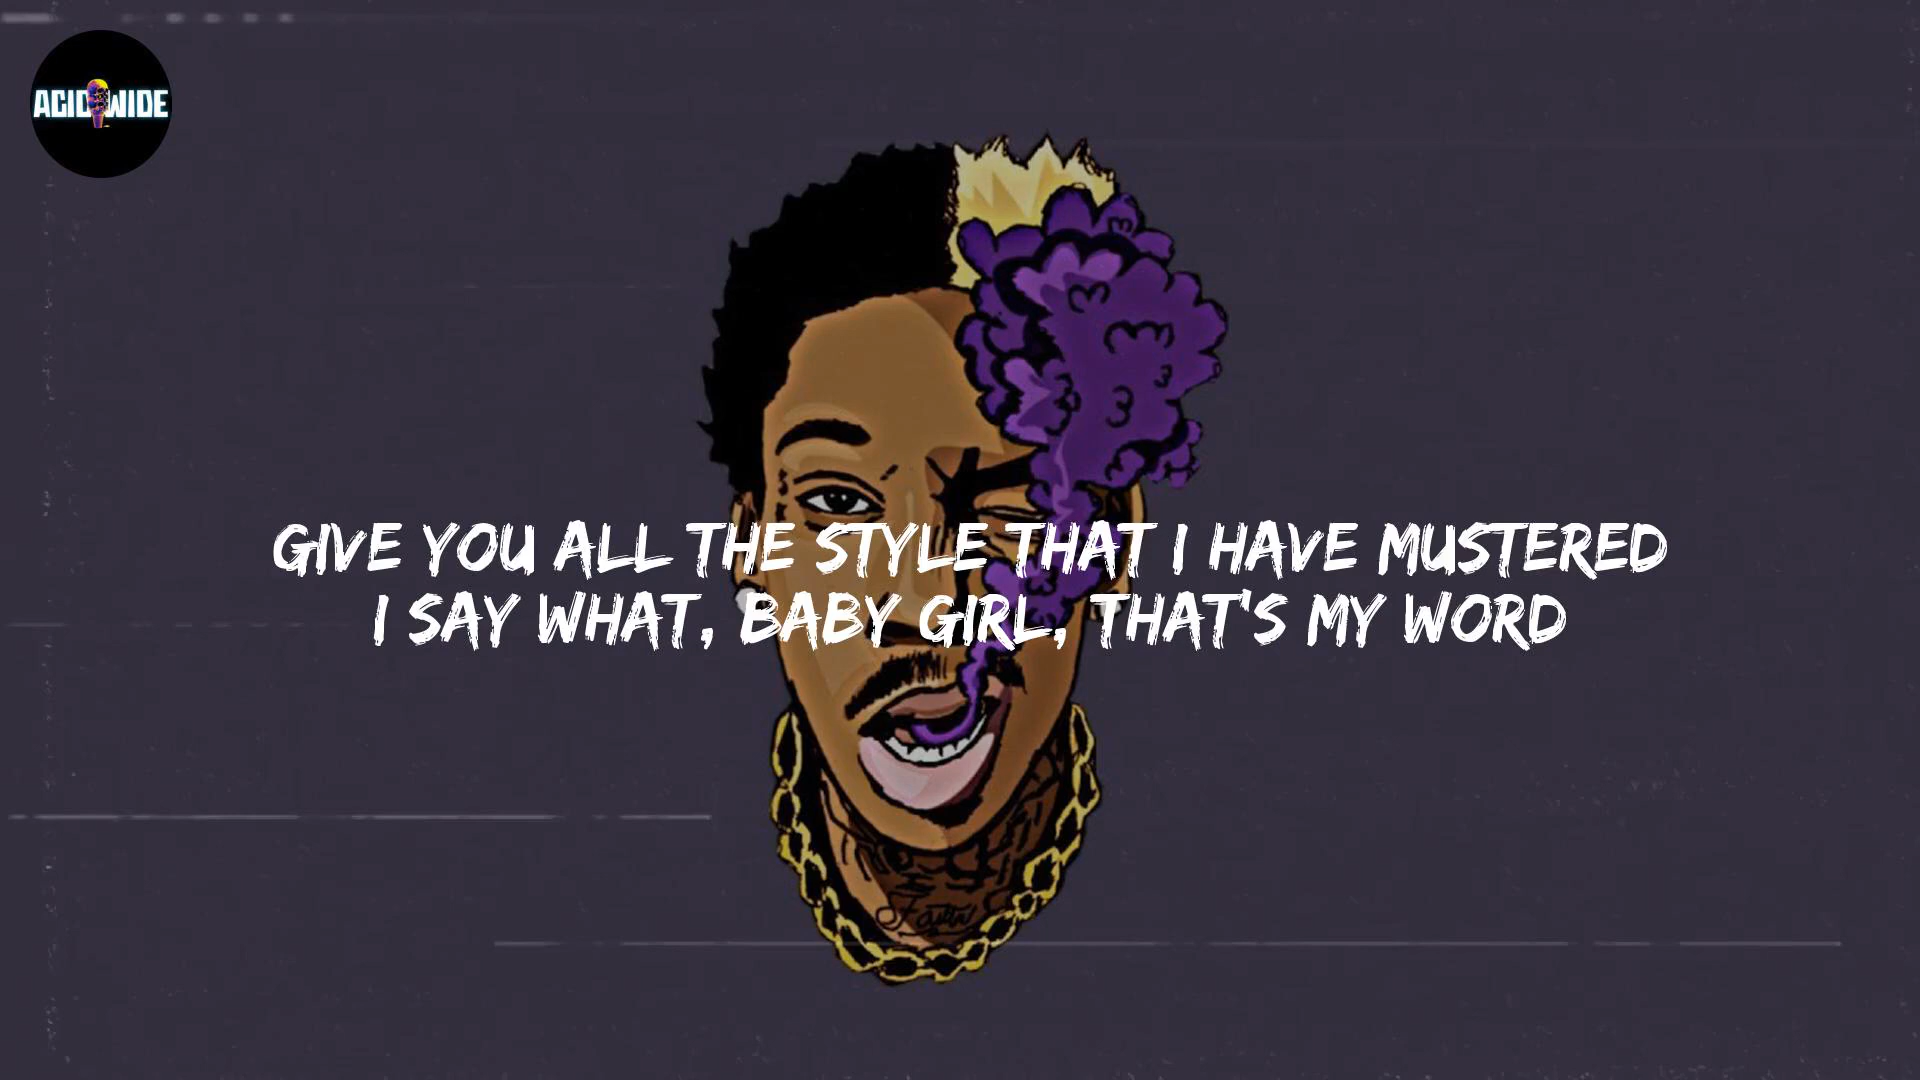 ACID WIDE
GIVE YOU ALL THE STYLE THAT I HAVE MUSTERED
I SAY WHAT, BABY GIRL, THAT'S MY WORD